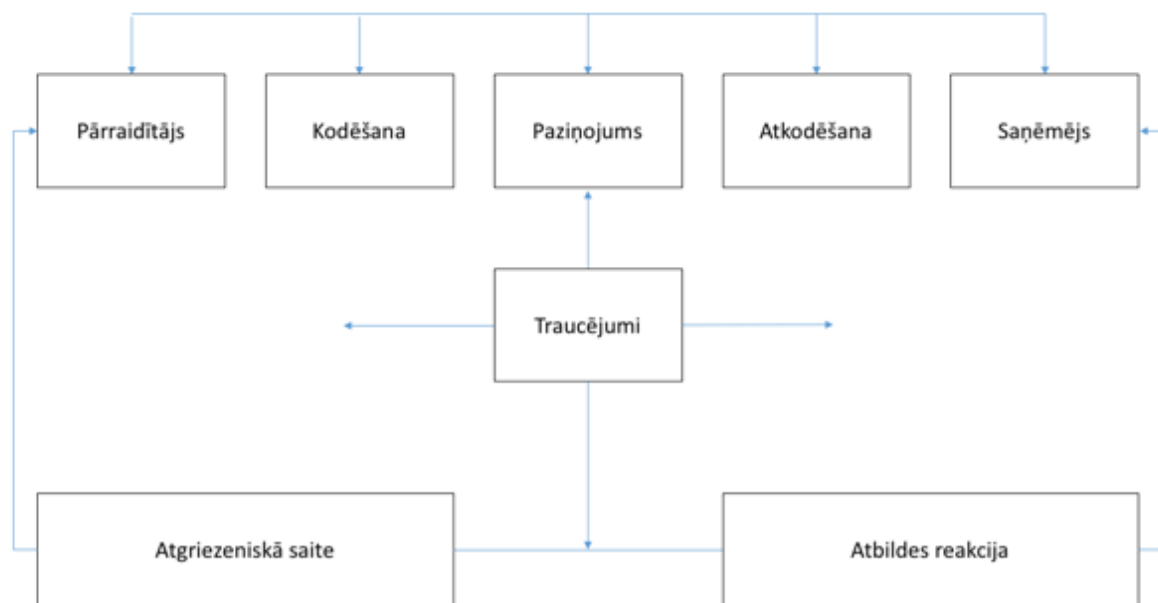 Pārraidītājs
Kodēšana
Paziņojums
Atkodēšana
Saņēmējs
Traucējumi
Atgriezeniskā saite
Atbildes reakcija